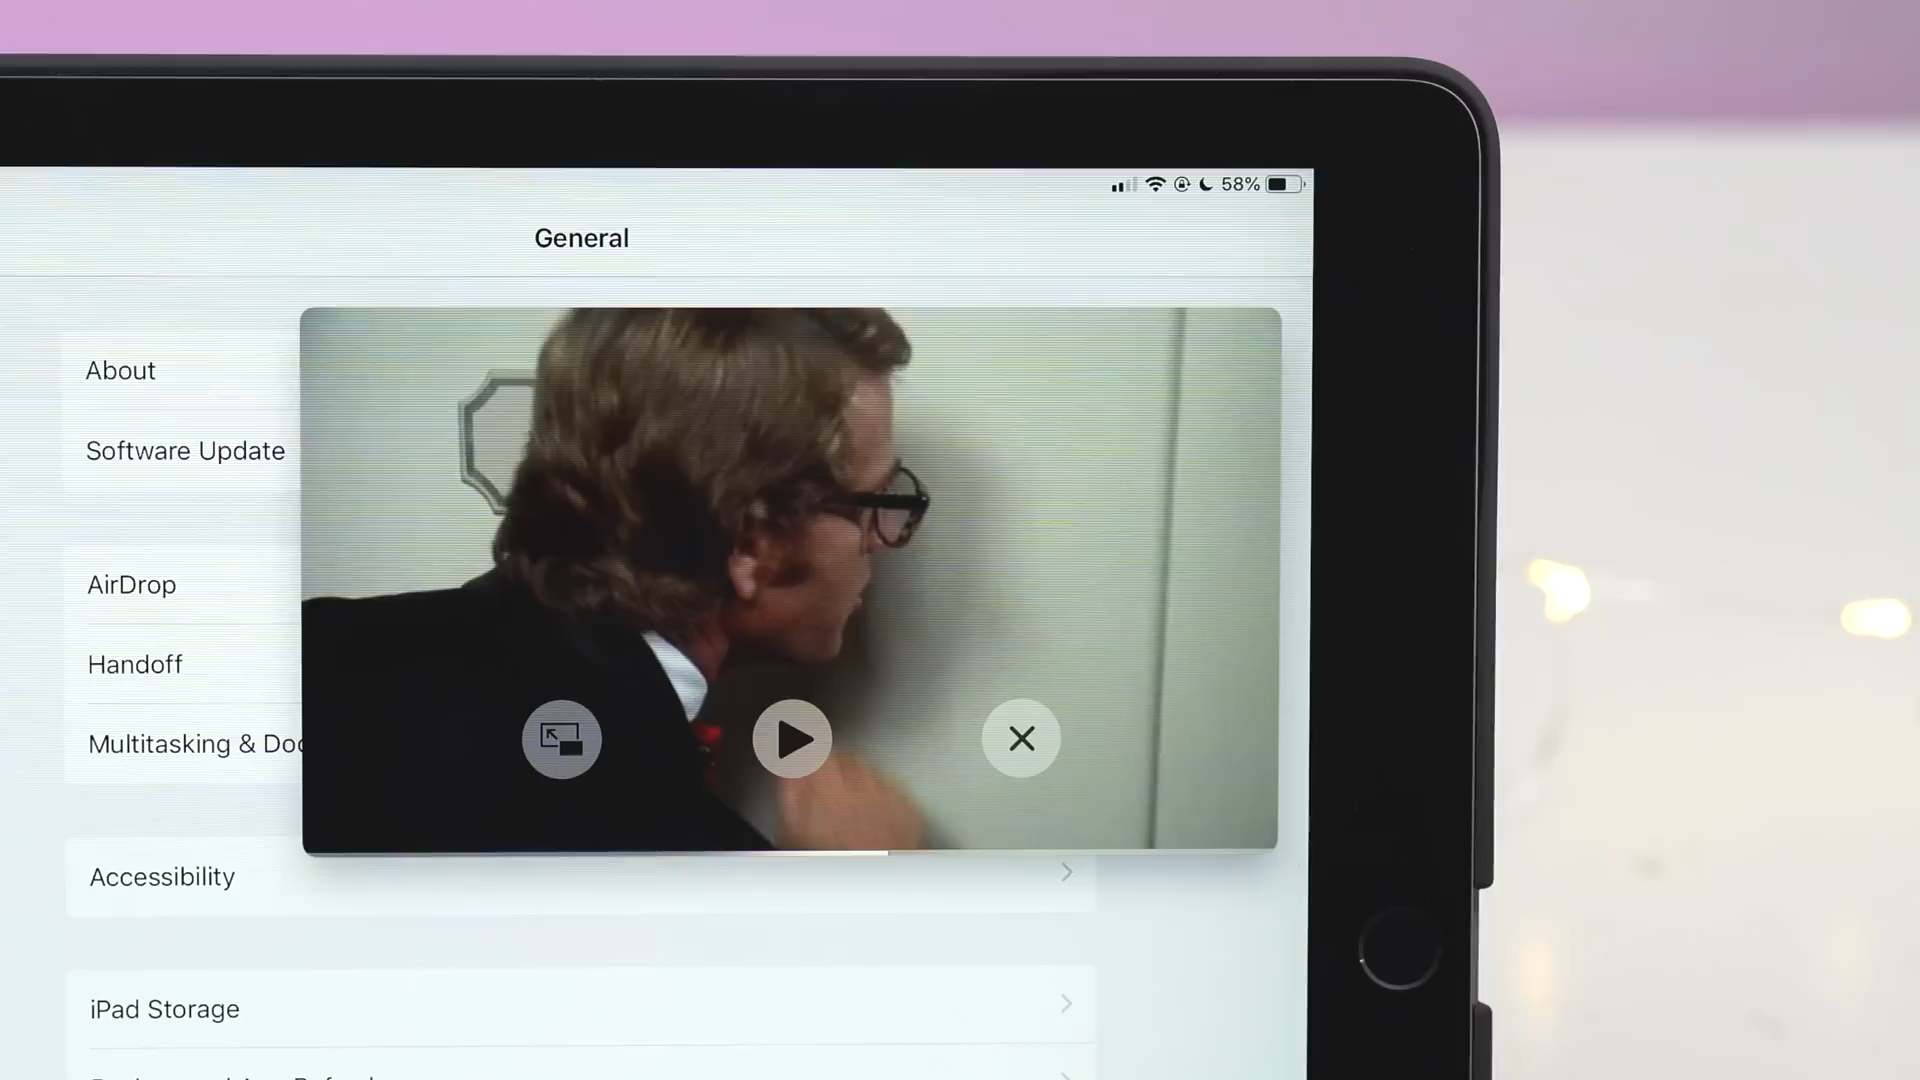 58%
General
About
Software Update
AirDrop
Handoff
Multitasking & Doc
Accessibility
iPad Storage